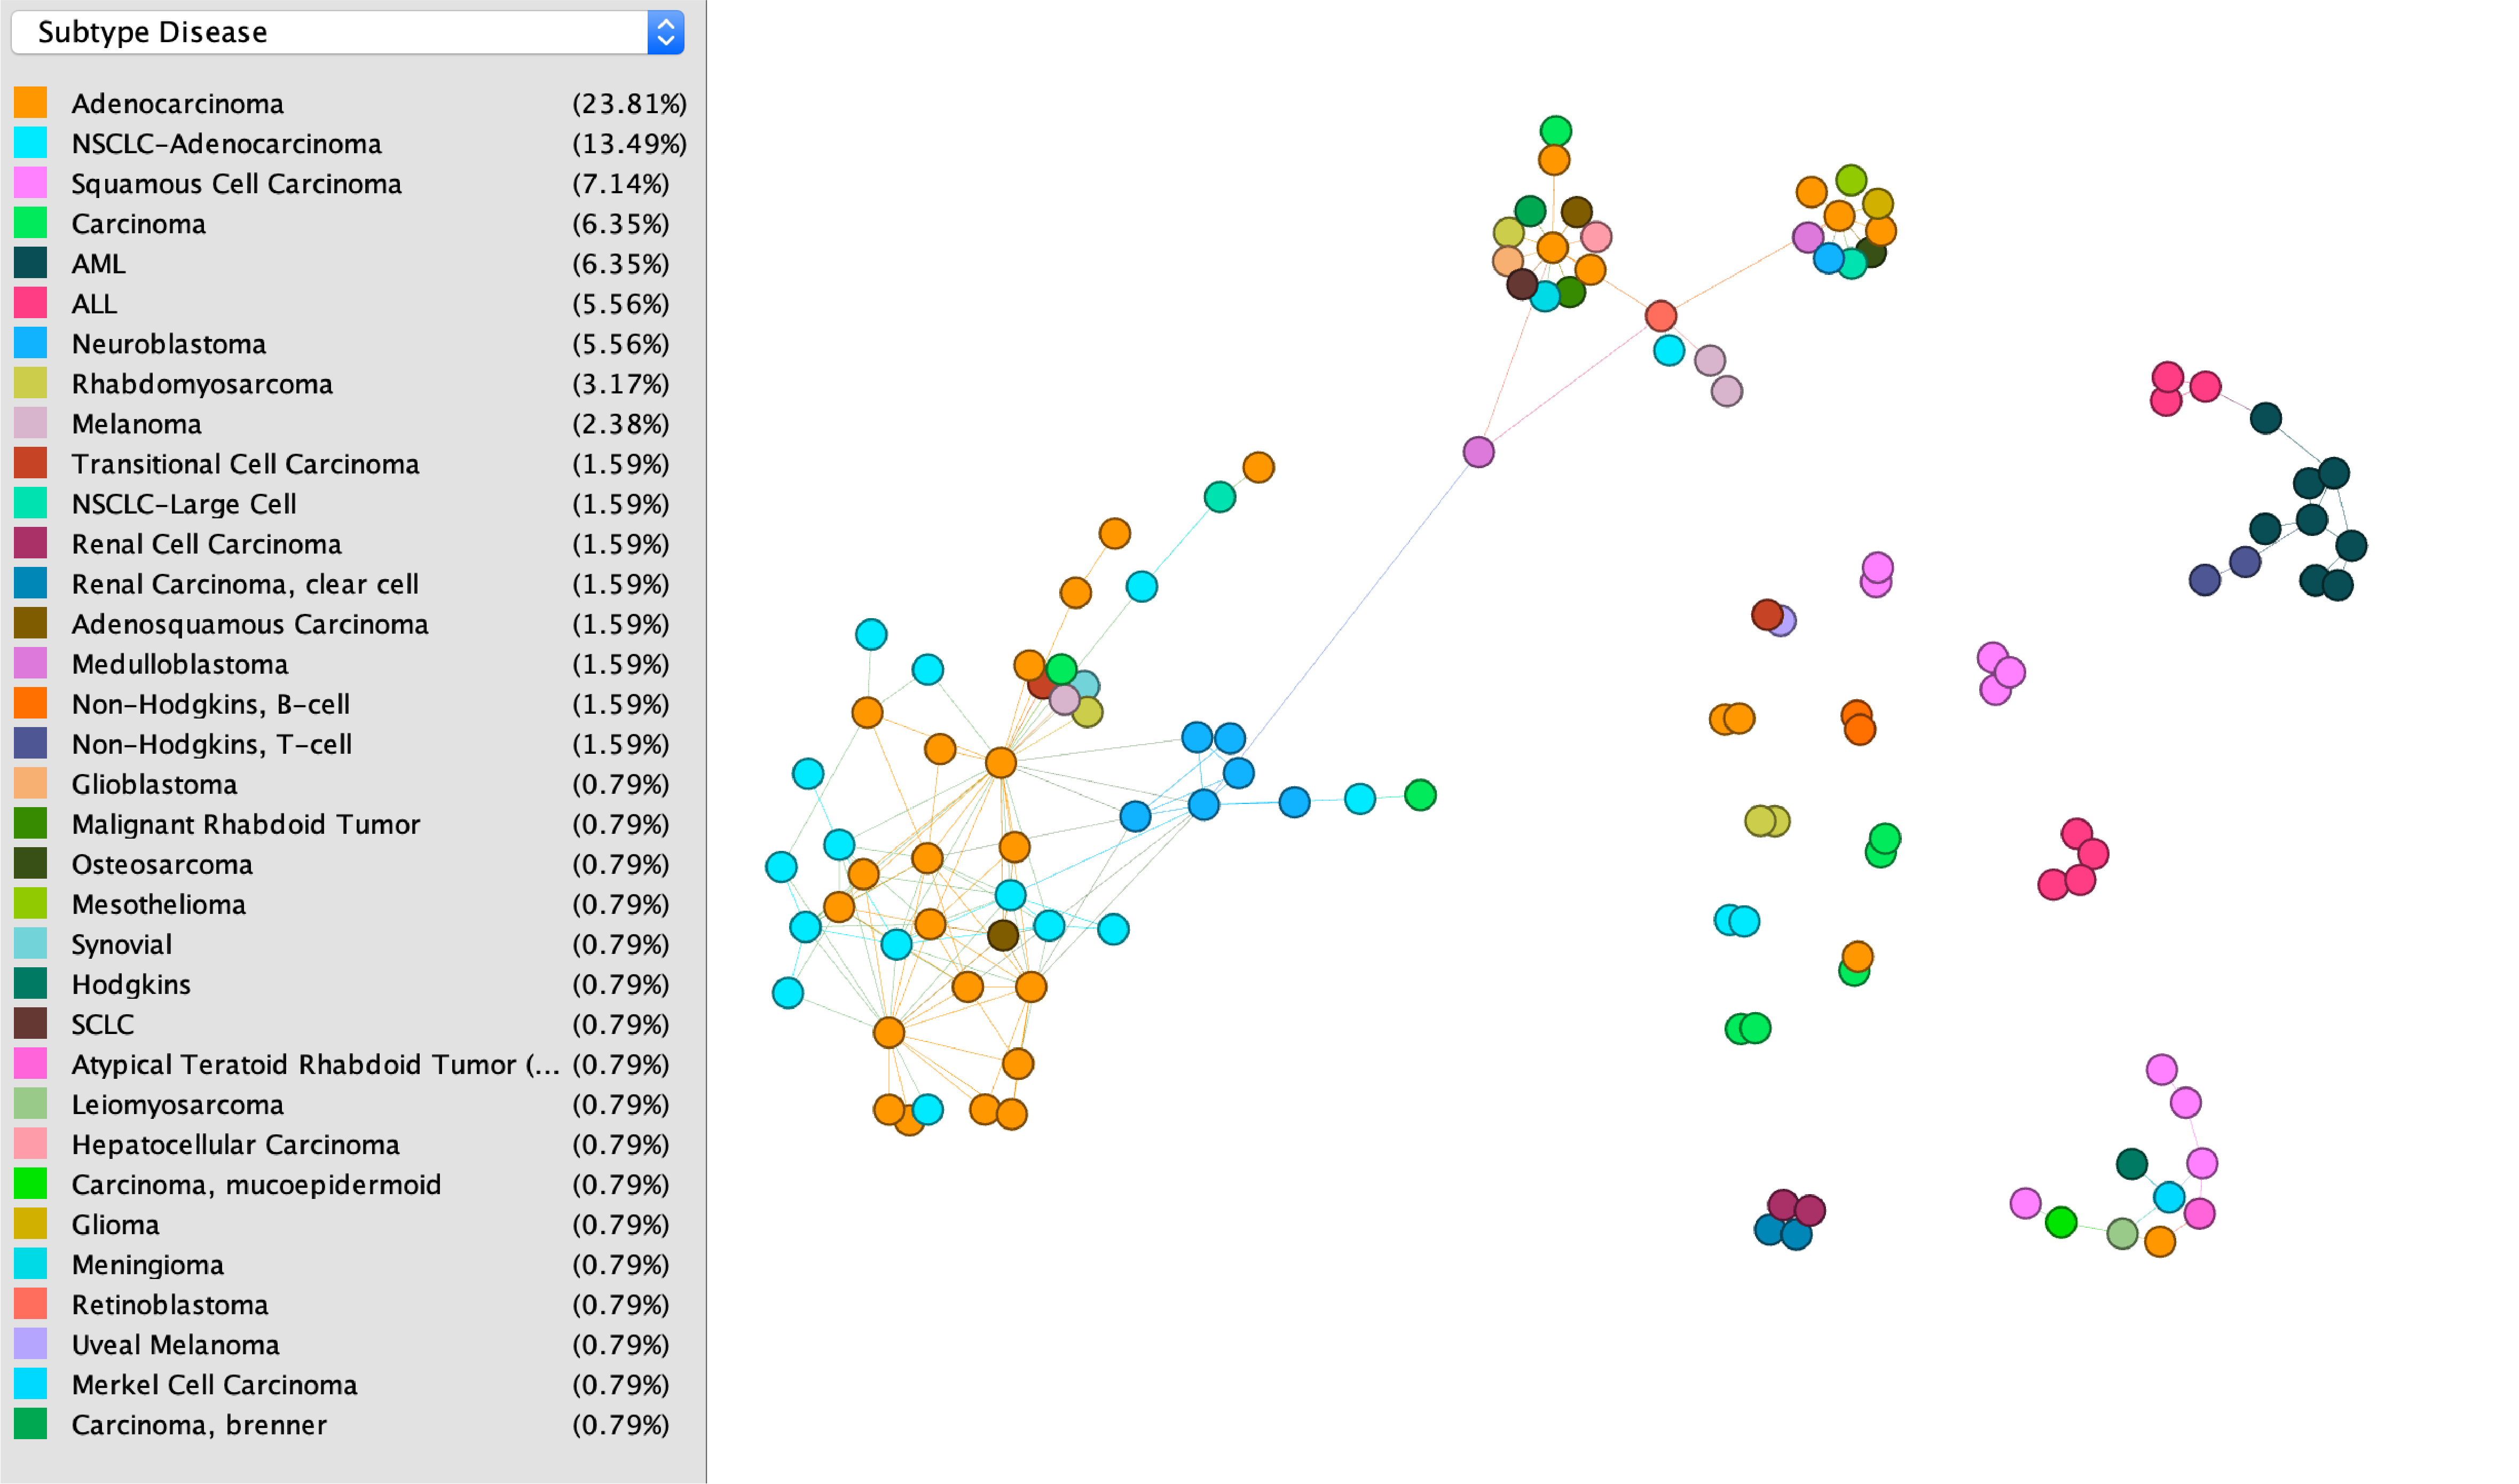 Subtype Disease
Adenocarcinoma (23.81%)
NSCLC-Adenocarcinoma (13.49%)
Squamous Cell Carcinoma (7.14%)
Carcinoma (6.35%)
AML (6.35%)
ALL (5.56%)
Neuroblastoma (5.56%)
Rhabdomyosarcoma (3.17%)
Melanoma (2.38%)
Transitional Cell Carcinoma (1.59%)
NSCLC-Large Cell (1.59%)
Renal Cell Carcinoma (1.59%)
Renal Carcinoma, clear cell (1.59%)
Adenosquamous Carcinoma (1.59%)
Medulloblastoma (1.59%)
Non-Hodgkins, B-cell (1.59%)
Non-Hodgkins, T-cell (1.59%)
Glioblastoma (0.79%)
Malignant Rhabdoid Tumor (0.79%)
Osteosarcoma (0.79%)
Mesothelioma (0.79%)
Synovial (0.79%)
Hodgkins (0.79%)
SCLC (0.79%)
Atypical Teratoid Rhabdoid Tumor (... (0.79%)
Leiomyosarcoma (0.79%)
Hepatocellular Carcinoma (0.79%)
Carcinoma, mucoepidermoid (0.79%)
Glioma (0.79%)
Meningioma (0.79%)
Retinoblastoma (0.79%)
Uveal Melanoma (0.79%)
Merkel Cell Carcinoma (0.79%)
Carcinoma, brenner (0.79%)